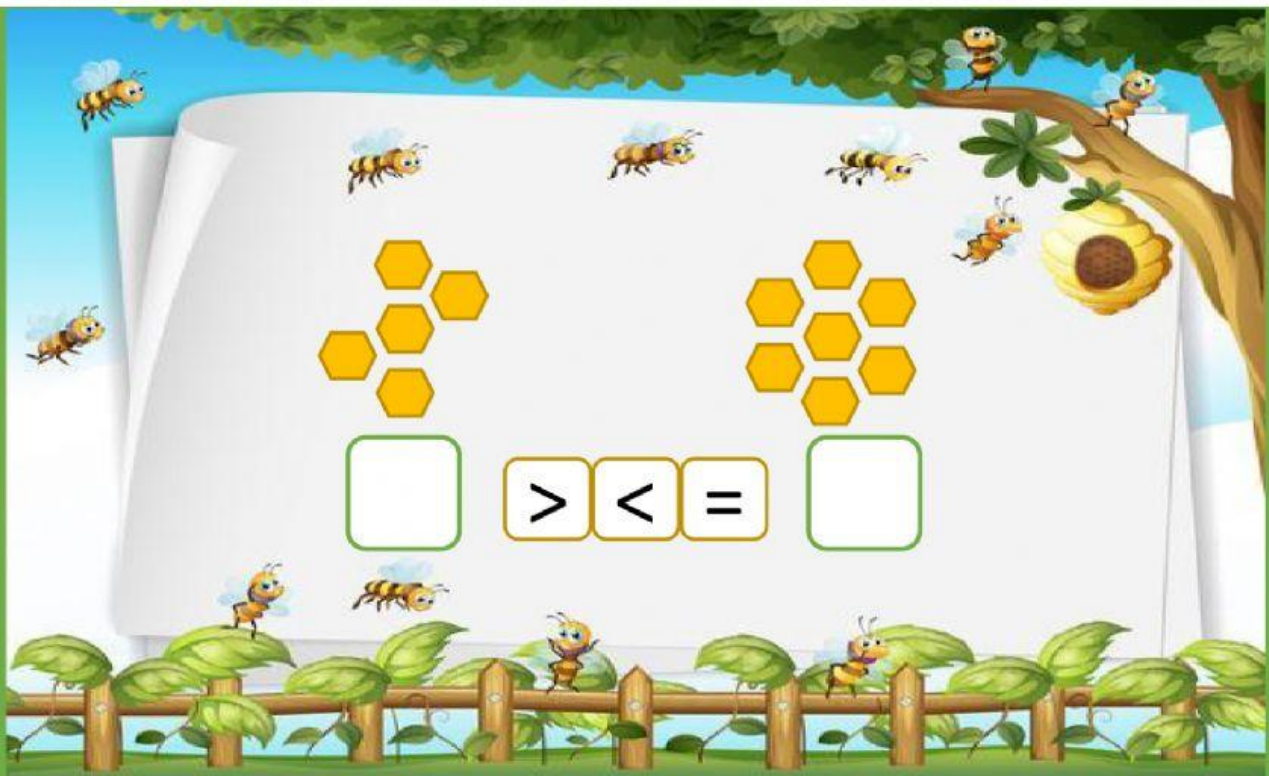 > < =